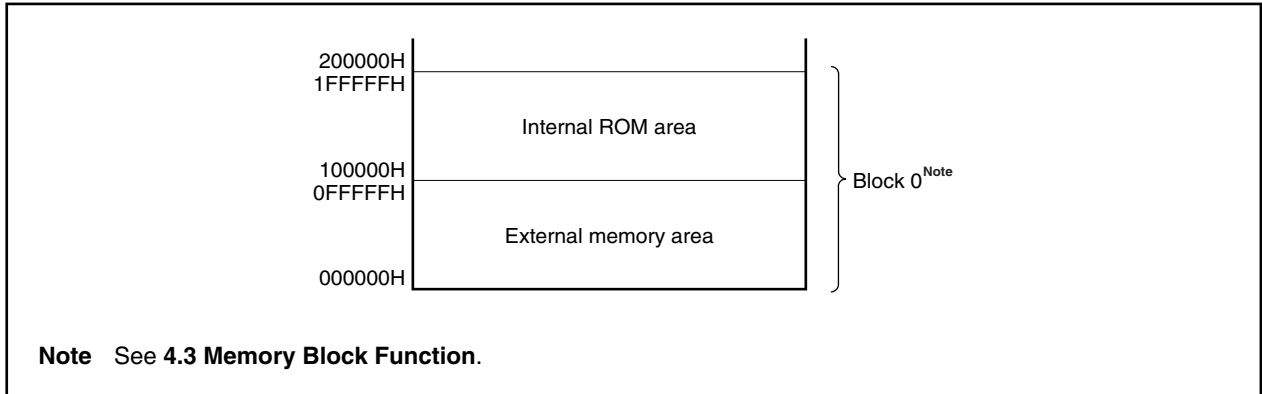 200000H
1FFFFFH
Internal ROM area
100000H
0FFFFFH
Block 0Note
External memory area
000000H
Note See 4.3 Memory Block Function.